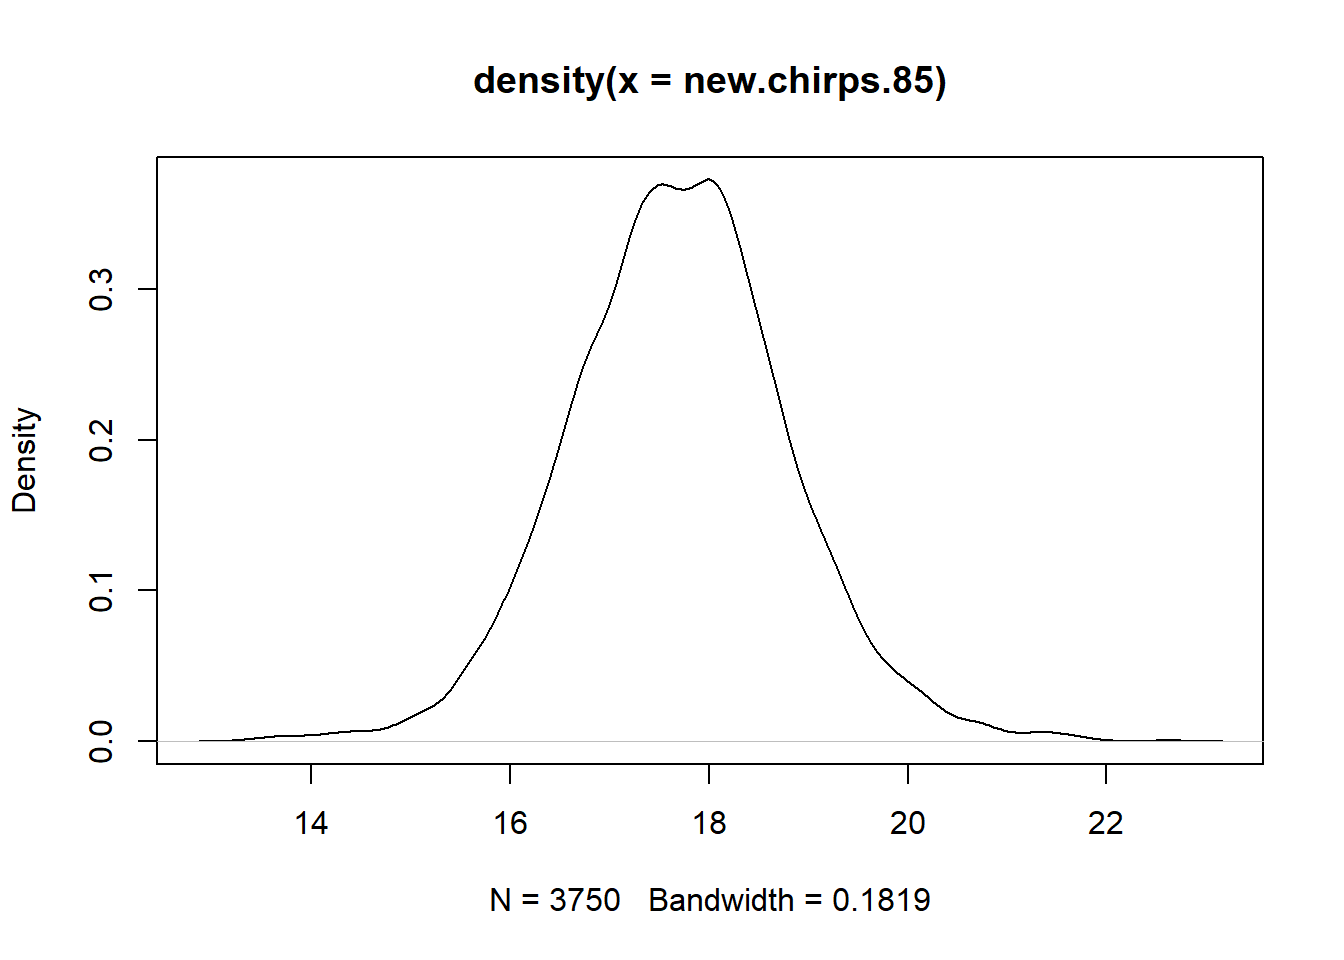 density(x = new.chirps.85)
Density
0.3
0.2
0.1
0.0
14 16 18 20 22
N = 3750 Bandwidth = 0.1819